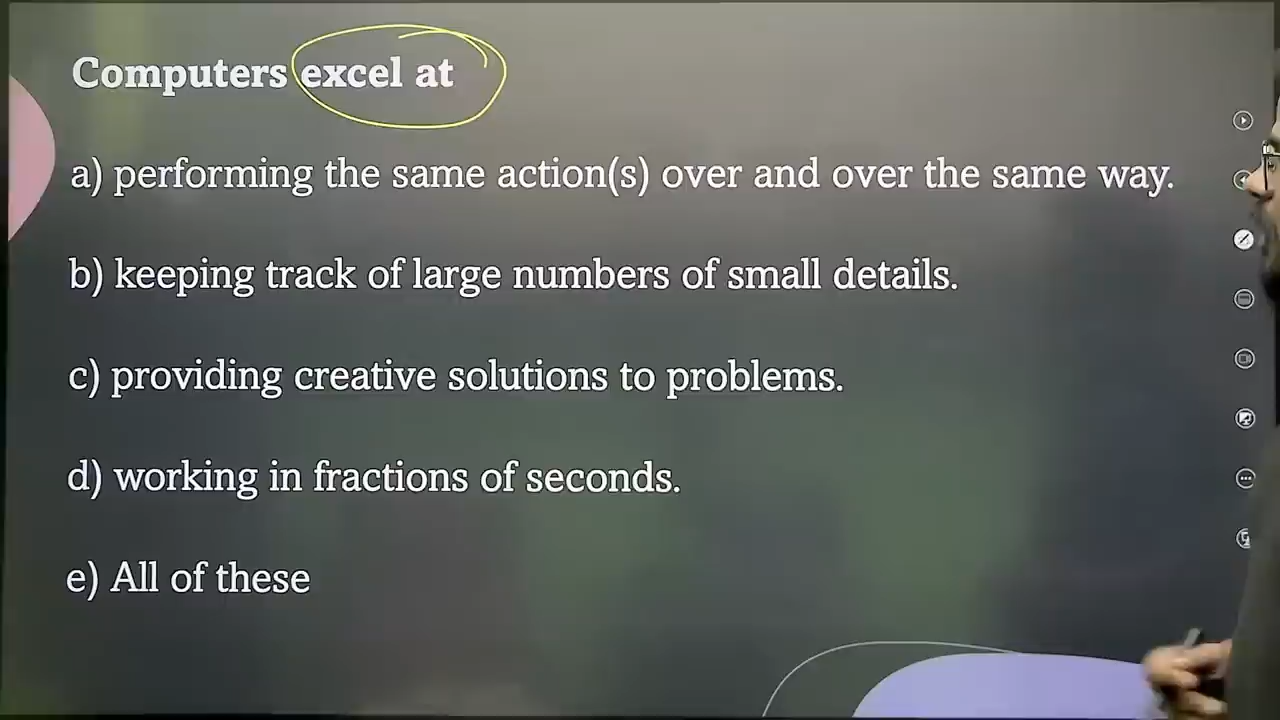 Computers excel at
a) performing the same action(s) over and over the same way.
b) keeping track of large numbers of small details.
c) providing creative solutions to problems.
d) working in fractions of seconds.
e) All of these